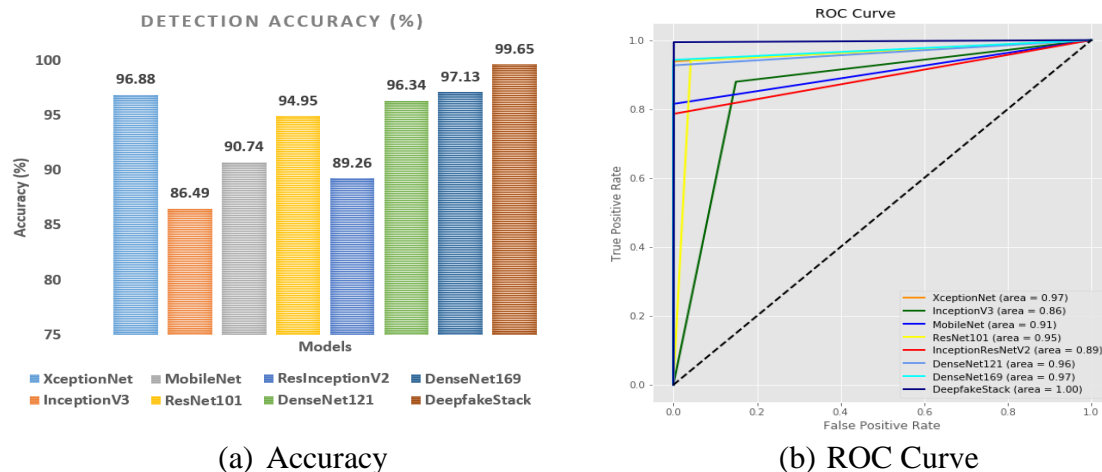 DETECTION ACCURACY (%)
100
95
90
85
80
75
Accuracy (%)
96.88
86.49
90.74
94.95
89.26
96.34
97.13
99.65
Models
XceptionNet MobileNet ResInceptionV2 DenseNet169
InceptionV3 ResNet101 DenseNet121 DeepfakeStack
(a) Accuracy
ROC Curve
1.0
0.8
0.6
0.4
0.2
0.0
True Positive Rate
XceptionNet (area = 0.97)
InceptionV3 (area = 0.86)
MobileNet (area = 0.91)
ResNet101 (area = 0.95)
InceptionResNetV2 (area = 0.89)
DenseNet121 (area = 0.96)
DenseNet169 (area = 0.97)
DeepfakeStack (area = 1.00)
0.0 0.2 0.4 0.6 0.8 1.0
False Positive Rate
(b) ROC Curve